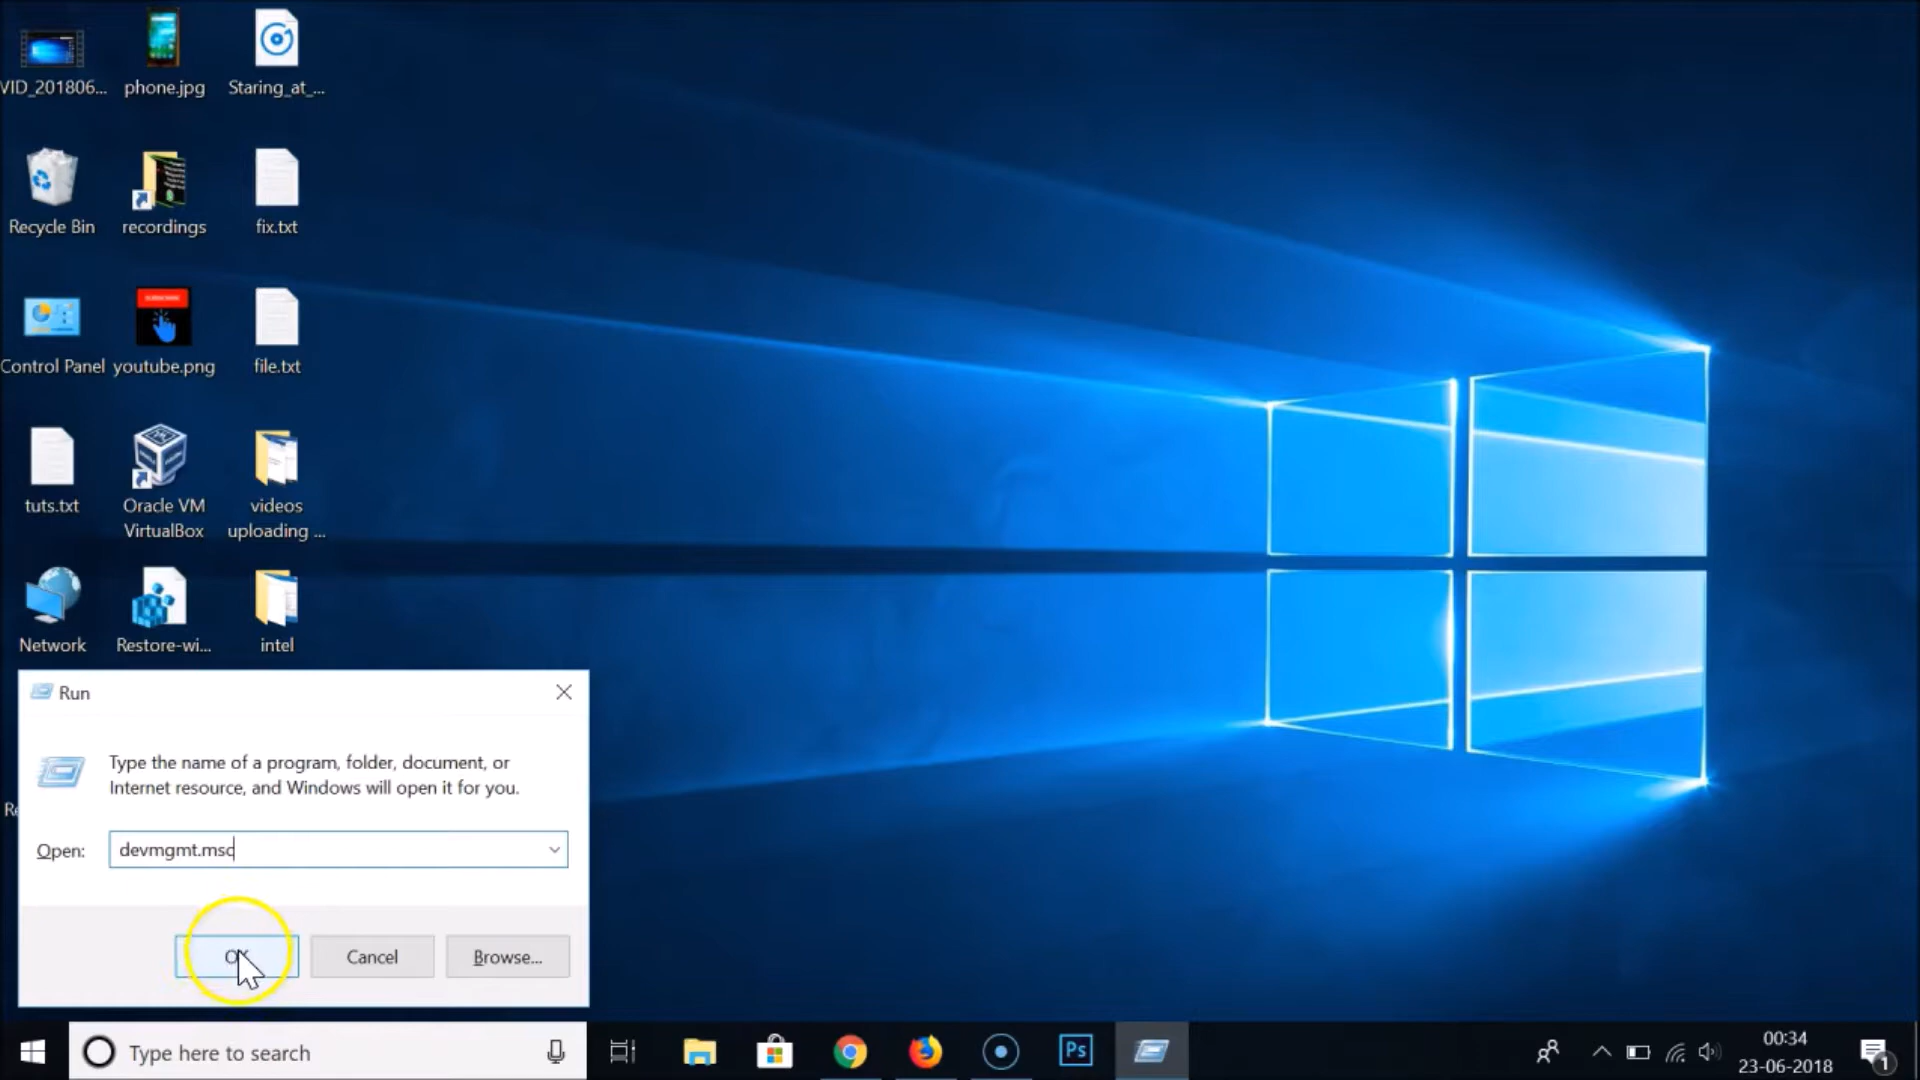 VID_201806...
phone.jpg
Staring_at_...
Recycle Bin
recordings
fix.txt
Control Panel
youtube.png
file.txt
tuts.txt
Oracle VM
VirtualBox
videos
uploading ...
Network
Restore-wi...
intel
Run
Type the name of a program, folder, document, or
Internet resource, and Windows will open it for you.
Open:
devmgmt.msc
Cancel
Browse...
Type here to search
Ps
00:34
23-06-2018
1